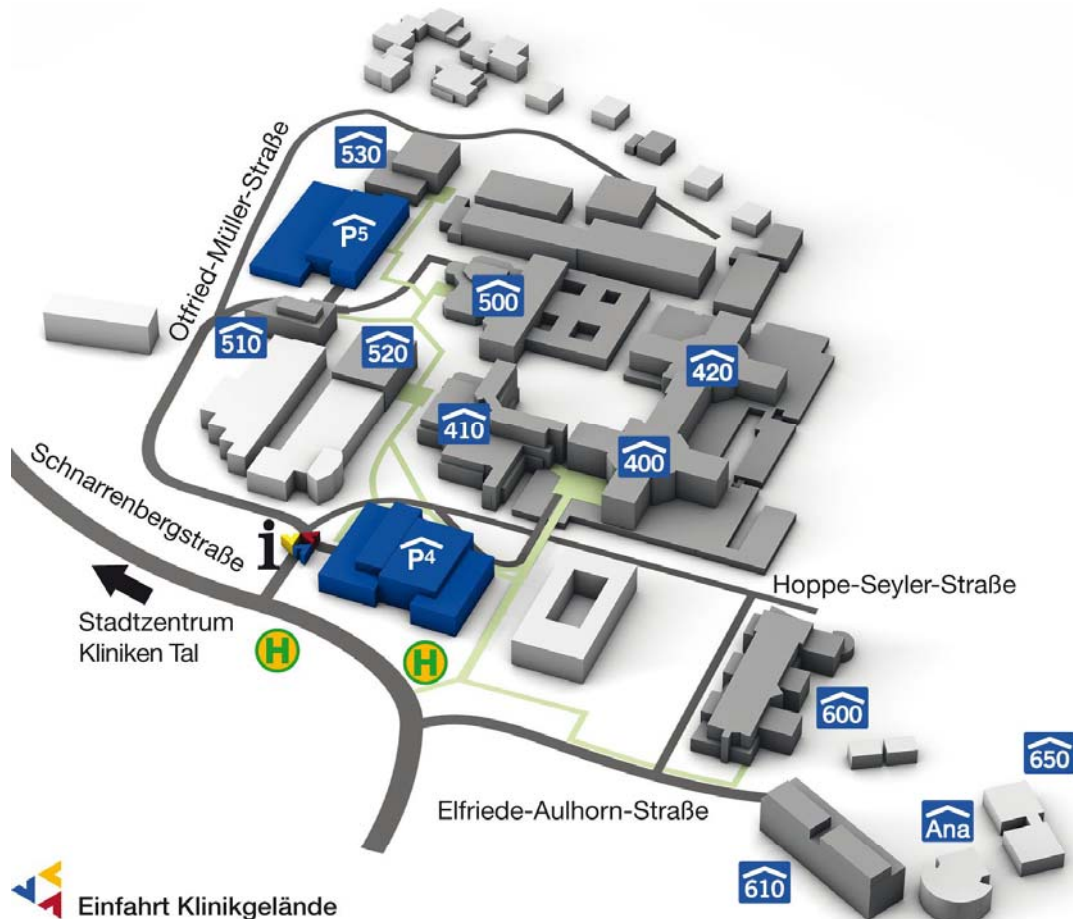 530
Otfried-Müller-Straße
P5
500
510
520
420
410
400
Schnarrenbergstraße
i
P4
Hoppe-Seyler-Straße
Stadtzentrum
Kliniken Tal
H
H
600
650
Elfriede-Aulhorn-Straße
Ana
610
Einfahrt Klinikgelände